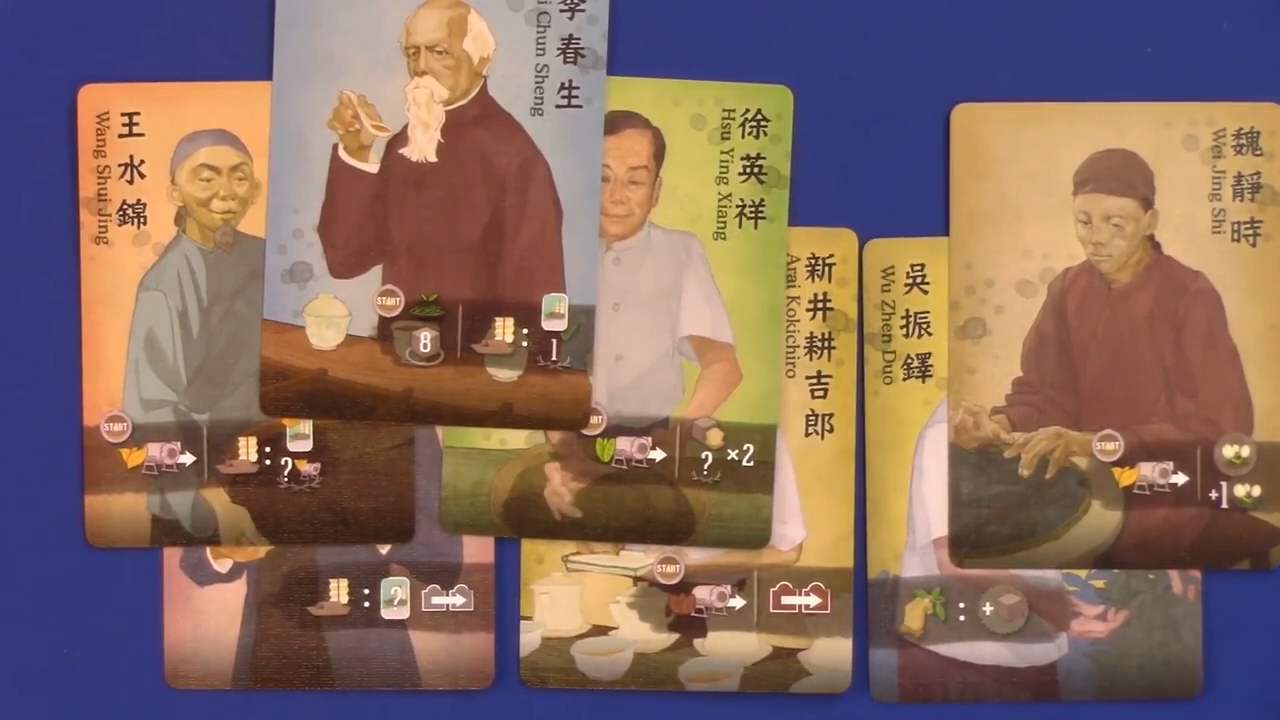 王水錦
Wang Shui Jing
START
?
李春生
i Chun Sheng
START
8
:
1
徐英祥
Hsu Ying Xiang
START
? ×2
新井耕吉郎
Arai Kokichiro
START
吳振鐸
Wu Zhen Duo
: +
魏靜時
Wei Jing Shi
START
+1
: ?